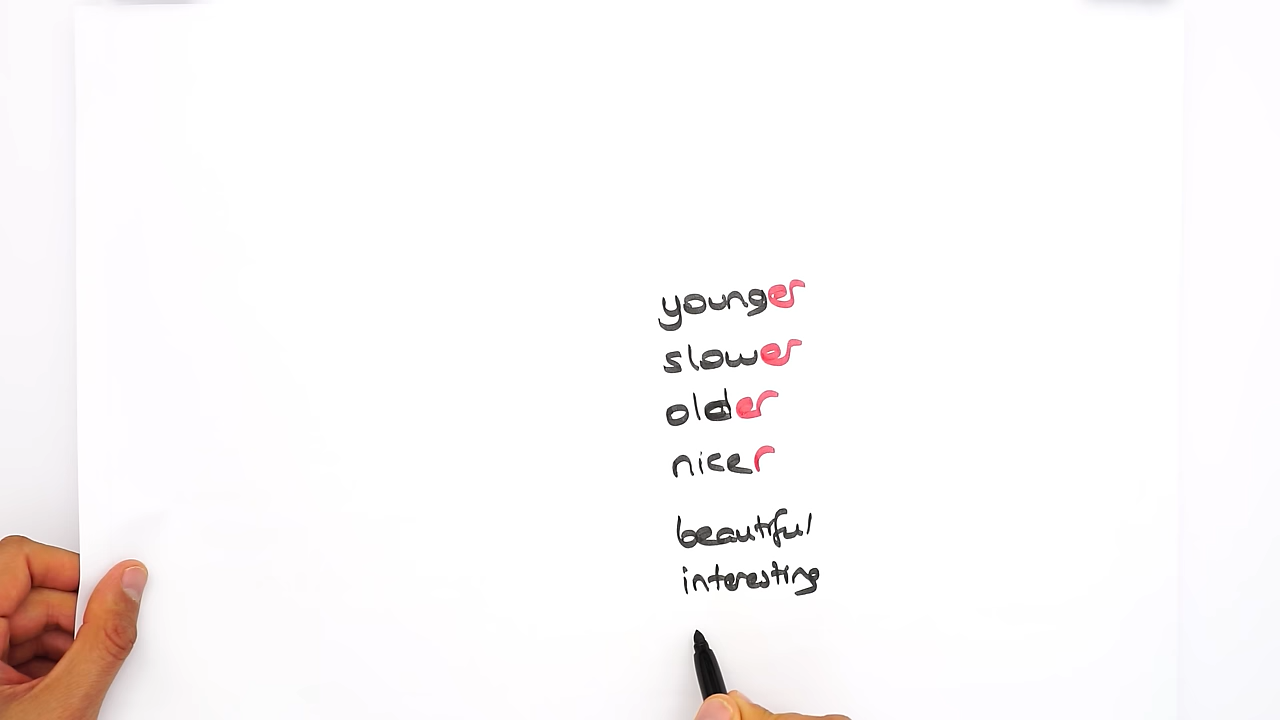 younger
slower
older
nicer
beautiful
interesting